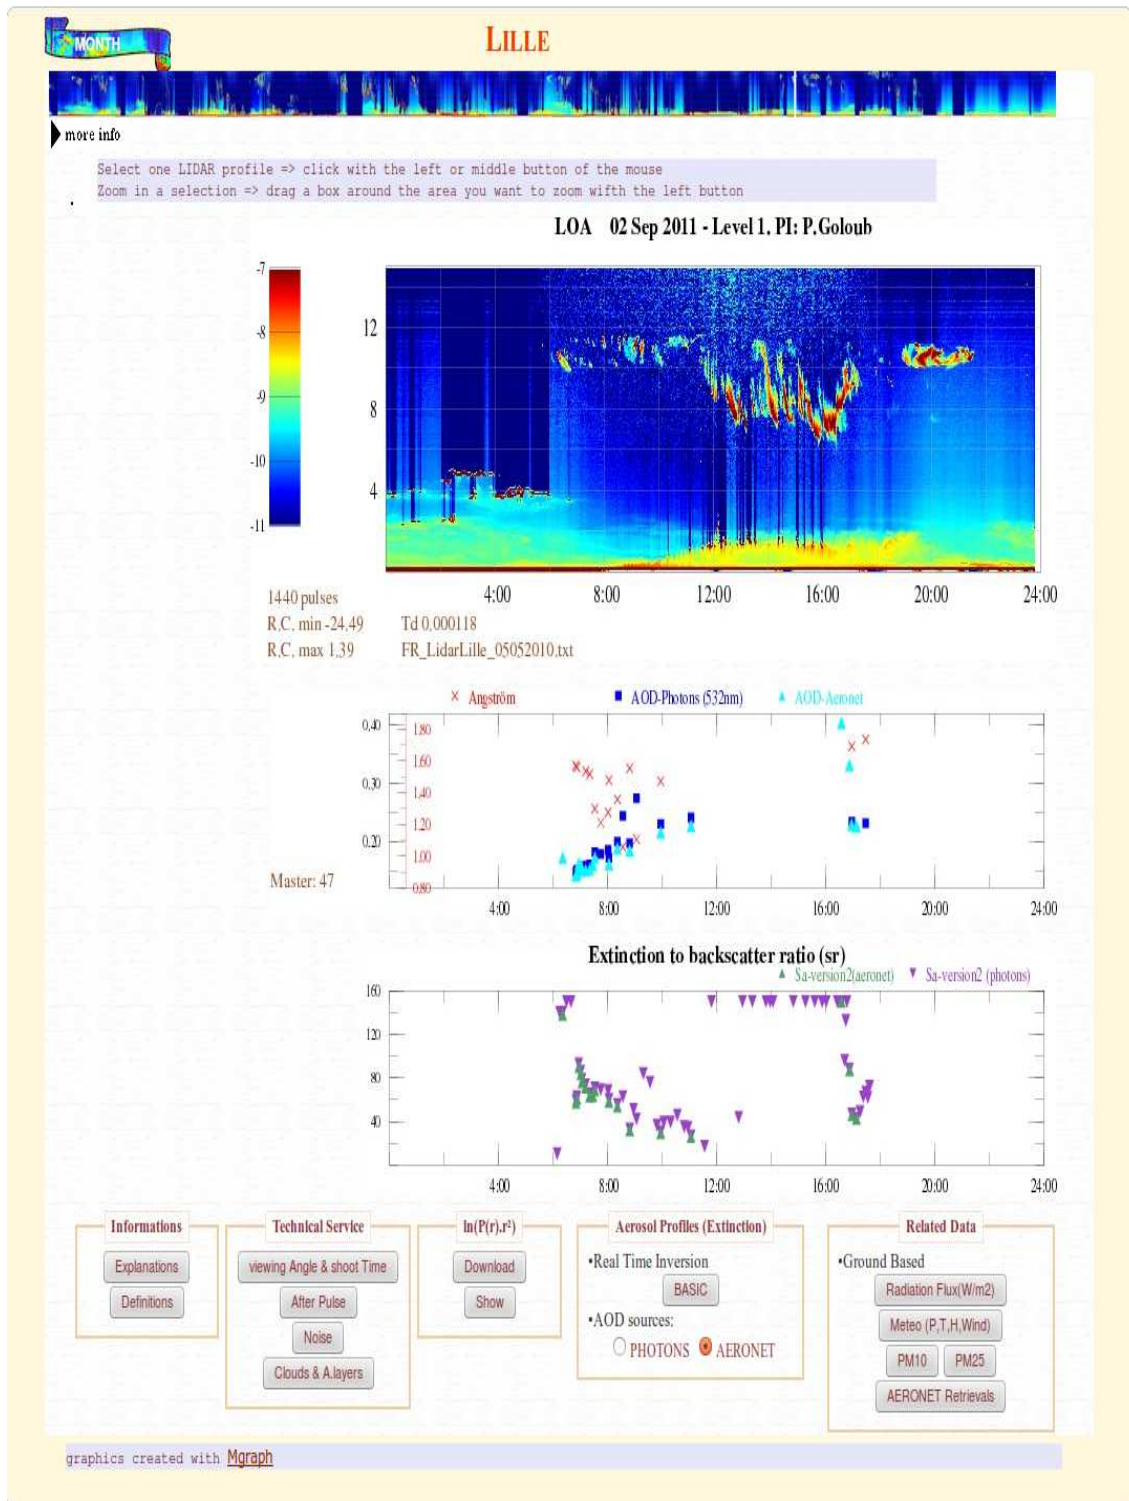 MONTH
LILLE
more info
Select one LIDAR profile => click with the left or middle button of the mouse
Zoom in a selection => drag a box around the area you want to zoom wifth the left button
LOA 02 Sep 2011 - Level 1, PI: P.Goloub
-7
-8
-9
-10
-11
12
8
4
4:00 8:00 12:00 16:00 20:00 24:00
1440 pulses
R.C. min -24.49 Td 0.000118
R.C. max 1.39 FR_LidarLille_05052010.txt
Angström AOD-Photons (532nm) AOD-Aeronet
0.40 1.80
1.60
0.30
1.40
1.20
0.20
1.00
0.80
Master: 47
4:00 8:00 12:00 16:00 20:00 24:00
Extinction to backscatter ratio (sr)
Sa-version2(aeronet) Sa-version2 (photons)
160
120
80
40
4:00 8:00 12:00 16:00 20:00 24:00
Informations
Explanations
Definitions
Technical Service
viewing Angle & shoot Time
After Pulse
Noise
Clouds & A.layers
ln(P(r).r²)
Download
Show
Aerosol Profiles (Extinction)
•Real Time Inversion
BASIC
•AOD sources:
PHOTONS AERONET
Related Data
•Ground Based
Radiation Flux(W/m2)
Meteo (P,T,H,Wind)
PM10 PM25
AERONET Retrievals
graphics created with Mgraph